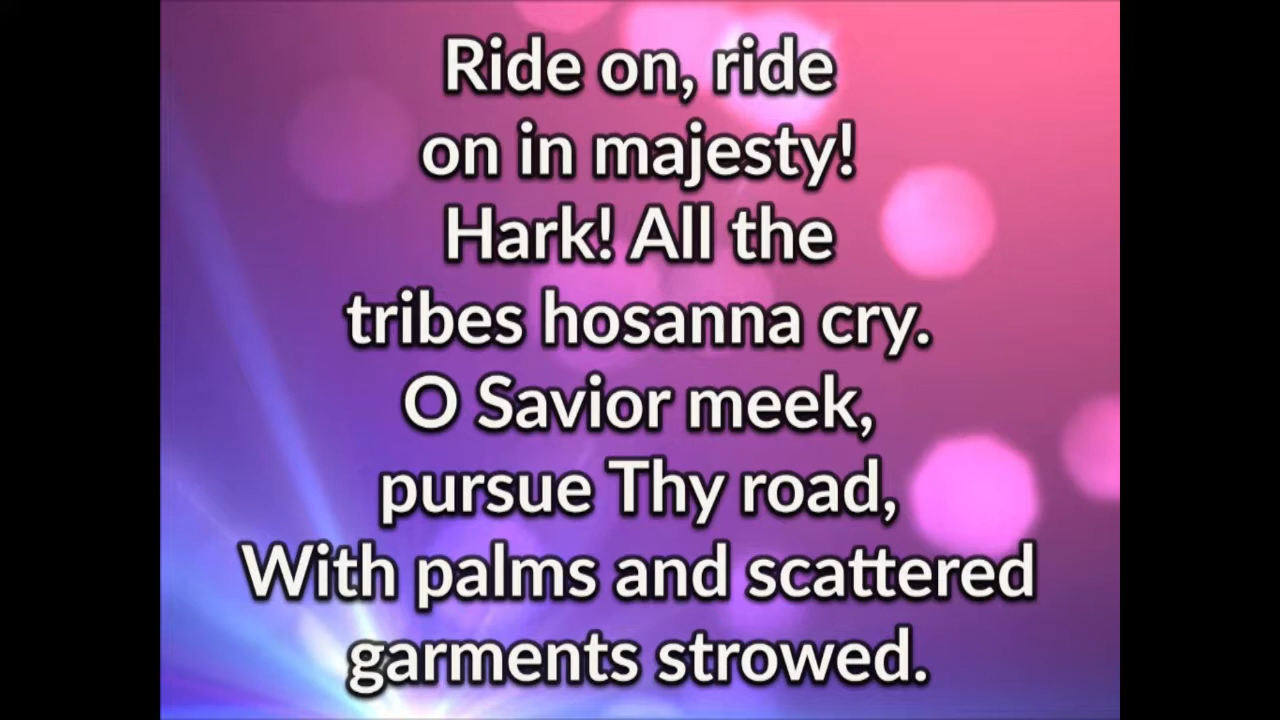 Ride on, ride
on in majesty!
Hark! All the
tribes hosanna cry.
O Savior meek,
pursue Thy road,
With palms and scattered
garments strowed.